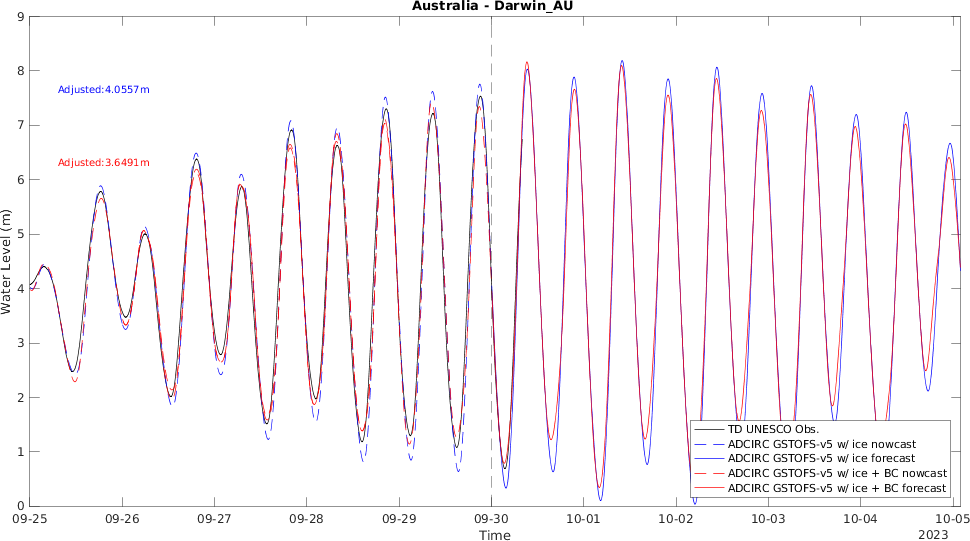 Australia - Darwin_AU
9
8
7
6
5
4
3
2
1
0
Water Level (m)
Adjusted:4.0557m
Adjusted:3.6491m
TD UNESCO Obs.
ADCIRC GSTOFS-v5 w/ ice nowcast
ADCIRC GSTOFS-v5 w/ ice forecast
ADCIRC GSTOFS-v5 w/ ice + BC nowcast
ADCIRC GSTOFS-v5 w/ ice + BC forecast
09-25 09-26 09-27 09-28 09-29 09-30 10-01 10-02 10-03 10-04 10-05
Time
2023